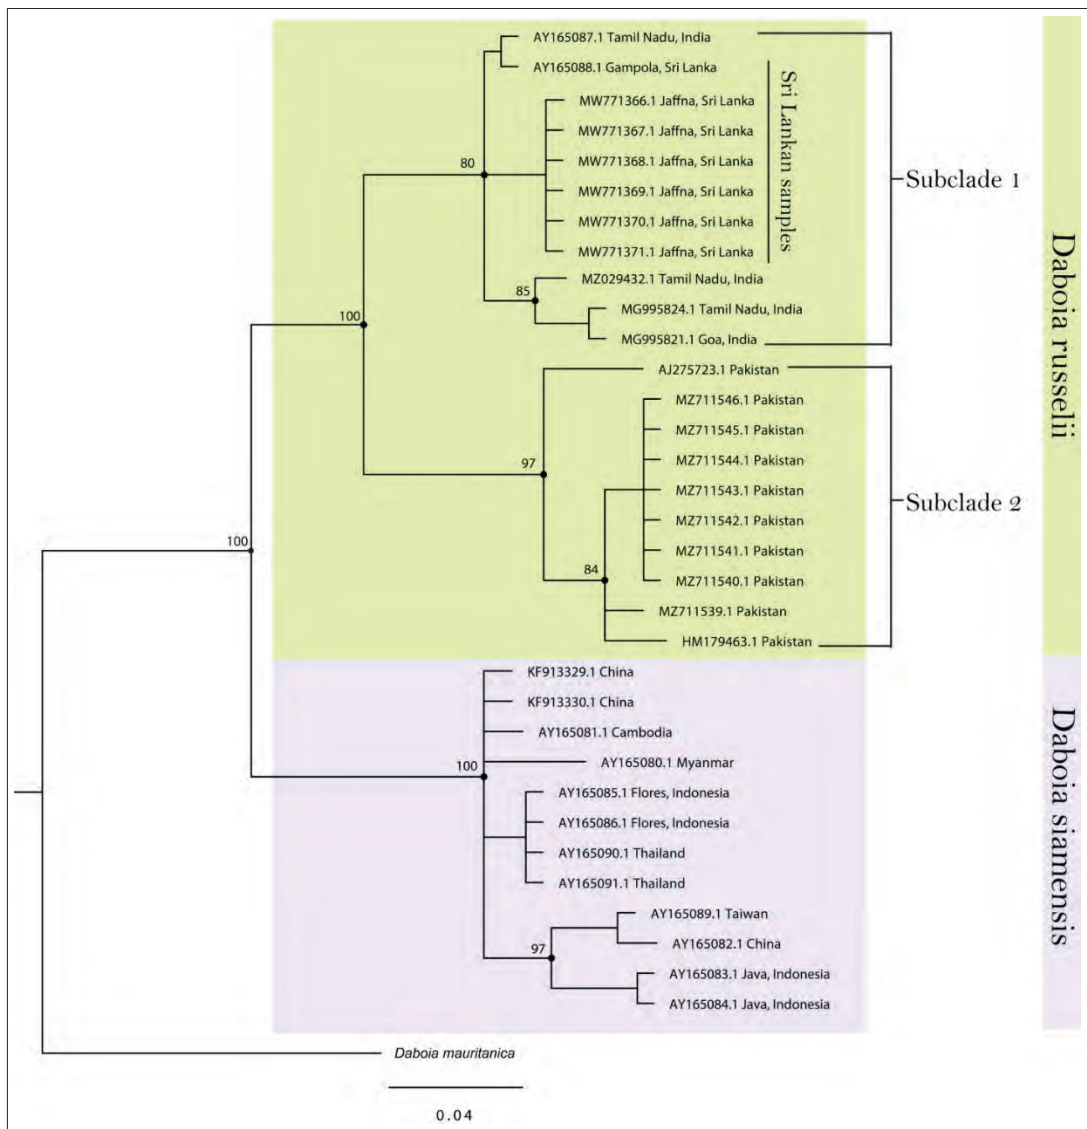 AY165087.1 Tamil Nadu, India
AY165088.1 Gampola, Sri Lanka
MW771366.1 Jaffna, Sri Lanka
MW771367.1 Jaffna, Sri Lanka
80
MW771368.1 Jaffna, Sri Lanka
MW771369.1 Jaffna, Sri Lanka
MW771370.1 Jaffna, Sri Lanka
MW771371.1 Jaffna, Sri Lanka
Sri Lankan samples
Subclade 1
MZ029432.1 Tamil Nadu, India
85
MG995824.1 Tamil Nadu, India
100
MG995821.1 Goa, India
AJ275723.1 Pakistan
MZ711546.1 Pakistan
MZ711545.1 Pakistan
97
MZ711544.1 Pakistan
MZ711543.1 Pakistan
Subclade 2
MZ711542.1 Pakistan
100
MZ711541.1 Pakistan
84
MZ711540.1 Pakistan
MZ711539.1 Pakistan
HM179463.1 Pakistan
Daboia russelii
KF913329.1 China
KF913330.1 China
AY165081.1 Cambodia
100
AY165080.1 Myanmar
AY165085.1 Flores, Indonesia
AY165086.1 Flores, Indonesia
AY165090.1 Thailand
AY165091.1 Thailand
AY165089.1 Taiwan
97
AY165082.1 China
AY165083.1 Java, Indonesia
AY165084.1 Java, Indonesia
Daboia siamensis
Daboia mauritanica
0.04